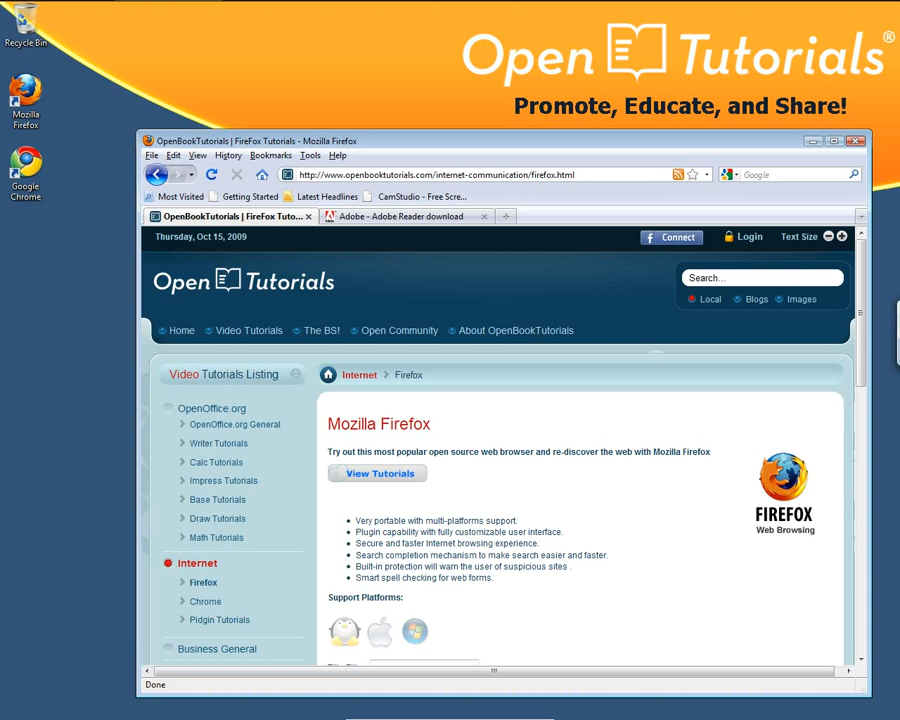 Recycle Bin
Mozilla
Firefox
Google
Chrome
Open Tutorials®
Promote, Educate, and Share!
OpenBookTutorials | FireFox Tutorials - Mozilla Firefox
File Edit View History Bookmarks Tools Help
http://www.openbooktutorials.com/internet-communication/firefox.html
Google
Most Visited Getting Started Latest Headlines CamStudio - Free Scre...
OpenBookTutorials | FireFox Tuto... Adobe - Adobe Reader download
Thursday, Oct 15, 2009 f Connect Login Text Size
Open Tutorials
Search...
Local Blogs Images
Home Video Tutorials The BS! Open Community About OpenBookTutorials
Video Tutorials Listing
Internet Firefox
OpenOffice.org
OpenOffice.org General
Writer Tutorials
Calc Tutorials
Impress Tutorials
Base Tutorials
Draw Tutorials
Math Tutorials
Internet
Firefox
Chrome
Pidgin Tutorials
Business General
Mozilla Firefox
Try out this most popular open source web browser and re-discover the web with Mozilla Firefox
View Tutorials
FIREFOX
Web Browsing
Very portable with multi-platforms support.
Plugin capability with fully customizable user interface.
Secure and faster Internet browsing experience.
Search completion mechanism to make search easier and faster.
Built-in protection will warn the user of suspicious sites .
Smart spell checking for web forms.
Support Platforms:
Done